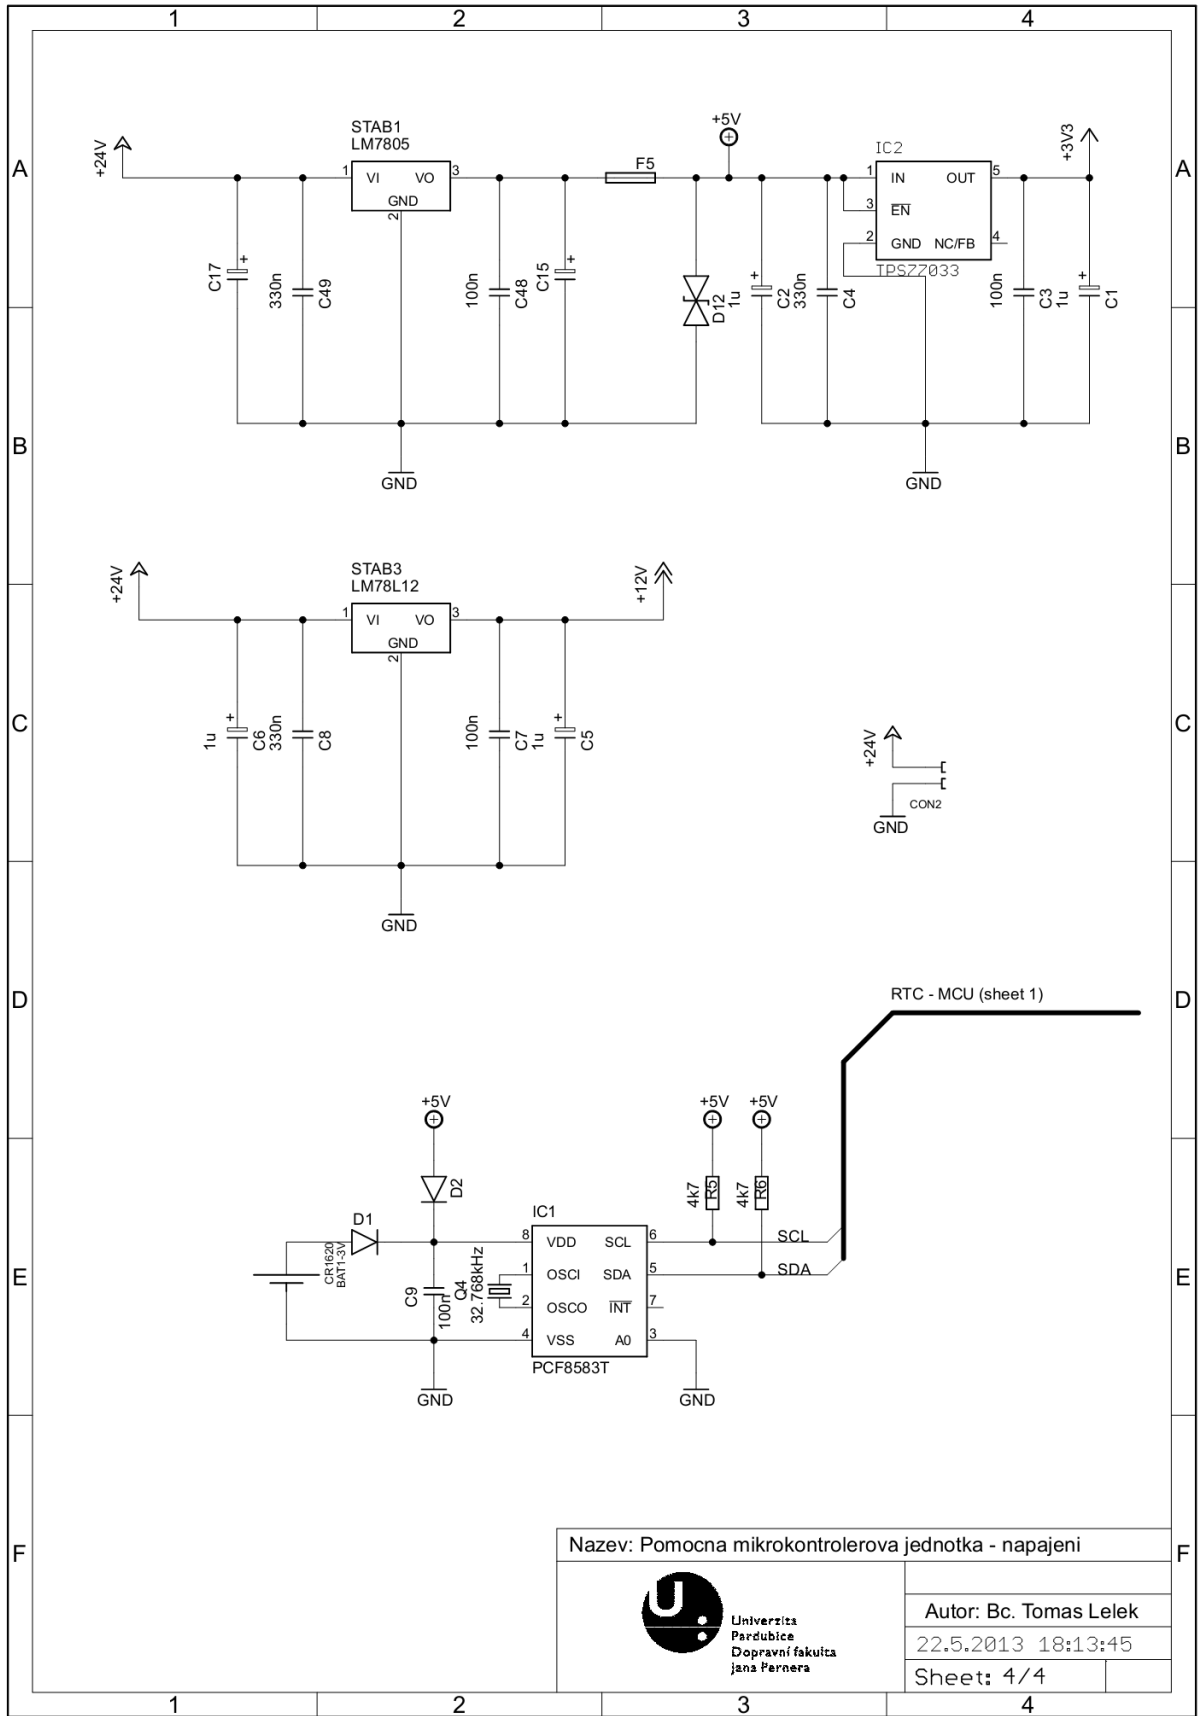 1 2 3 4
A A
B B
C C
D D
E E
F F
1 2 3 4
+24V
STAB1
LM7805
1 VI VO 3
GND
2
C17 +
330n C49
100n C48
C15 +
F5
D12
+5V
1u C2 +
330n C4
IC2
1 IN OUT 5
3 EN
2 GND NC/FB 4
TPS77033
100n C3
1u C1 +
+3V3
GND
GND
+24V
STAB3
LM78L12
1 VI VO 3
GND
2
1u C6 +
330n C8
100n C7
1u C5 +
+12V
GND
+24V
CON2
GND
RTC - MCU (sheet 1)
+5V
+5V +5V
D2
D1
CR1620
BAT1-3V
C9
100n
Q4
32.768kHz
IC1
8 VDD SCL 6
1 OSCI SDA 5
2 OSCO INT 7
4 VSS A0 3
PCF8583T
4k7 R5
4k7 R6
SCL
SDA
GND
GND
Nazev: Pomocna mikrokontrolerova jednotka - napajeni
U
Univerzita
Pardubice
Dopravní fakulta
Jana Pernera
Autor: Bc. Tomas Lelek
22.5.2013 18:13:45
Sheet: 4/4